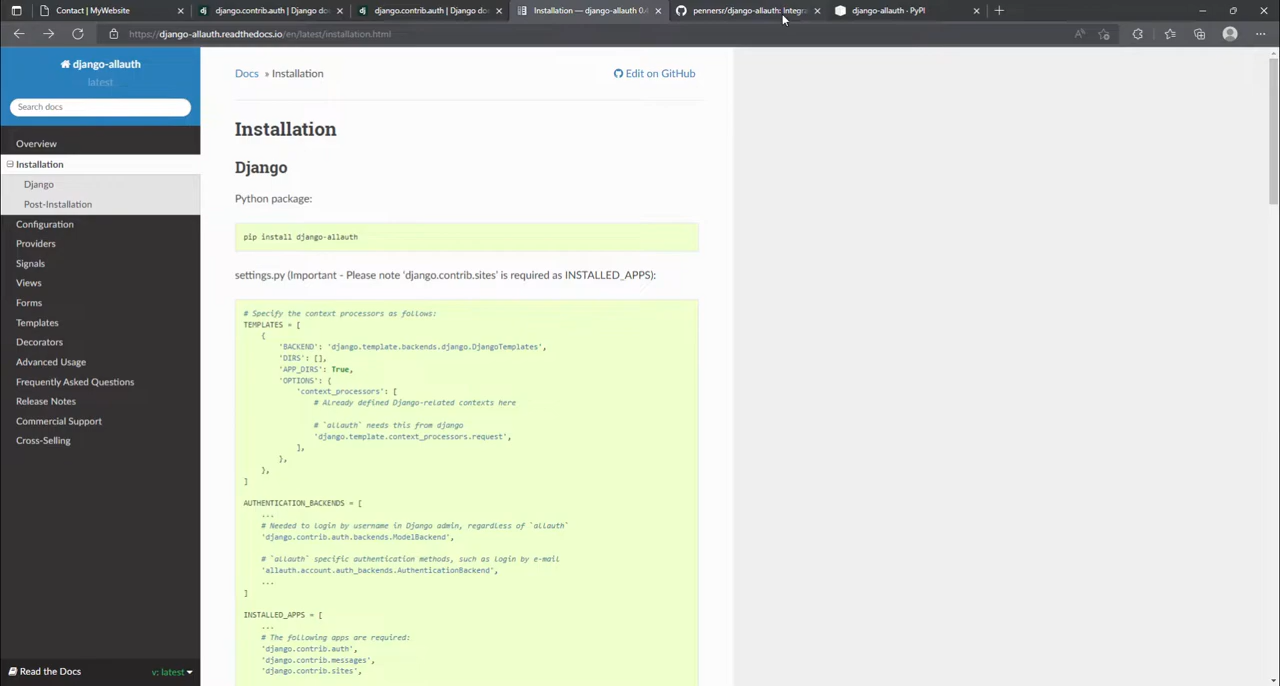 Contact | MyWebsite
django.contrib.auth | Django do
django.contrib.auth | Django do
Installation — django-allauth 0.
pennersr/django-allauth: Integra
django-allauth · PyPI
https://django-allauth.readthedocs.io/en/latest/installation.html
django-allauth
latest
Search docs
Overview
Installation
Django
Post-Installation
Configuration
Providers
Signals
Views
Forms
Templates
Decorators
Advanced Usage
Frequently Asked Questions
Release Notes
Commercial Support
Cross-Selling
Read the Docs
v: latest
Docs » Installation
Edit on GitHub
Installation
Django
Python package:
pip install django-allauth
settings.py (Important - Please note ‘django.contrib.sites’ is required as INSTALLED_APPS):
# Specify the context processors as follows:
TEMPLATES = [
{
'BACKEND': 'django.template.backends.django.DjangoTemplates',
'DIRS': [],
'APP_DIRS': True,
'OPTIONS': {
'context_processors': [
# Already defined Django-related contexts here
# `allauth` needs this from django
'django.template.context_processors.request',
],
},
},
]
AUTHENTICATION_BACKENDS = [
...
# Needed to login by username in Django admin, regardless of `allauth`
'django.contrib.auth.backends.ModelBackend',
# `allauth` specific authentication methods, such as login by e-mail
'allauth.account.auth_backends.AuthenticationBackend',
...
]
INSTALLED_APPS = [
...
# The following apps are required:
'django.contrib.auth',
'django.contrib.messages',
'django.contrib.sites',